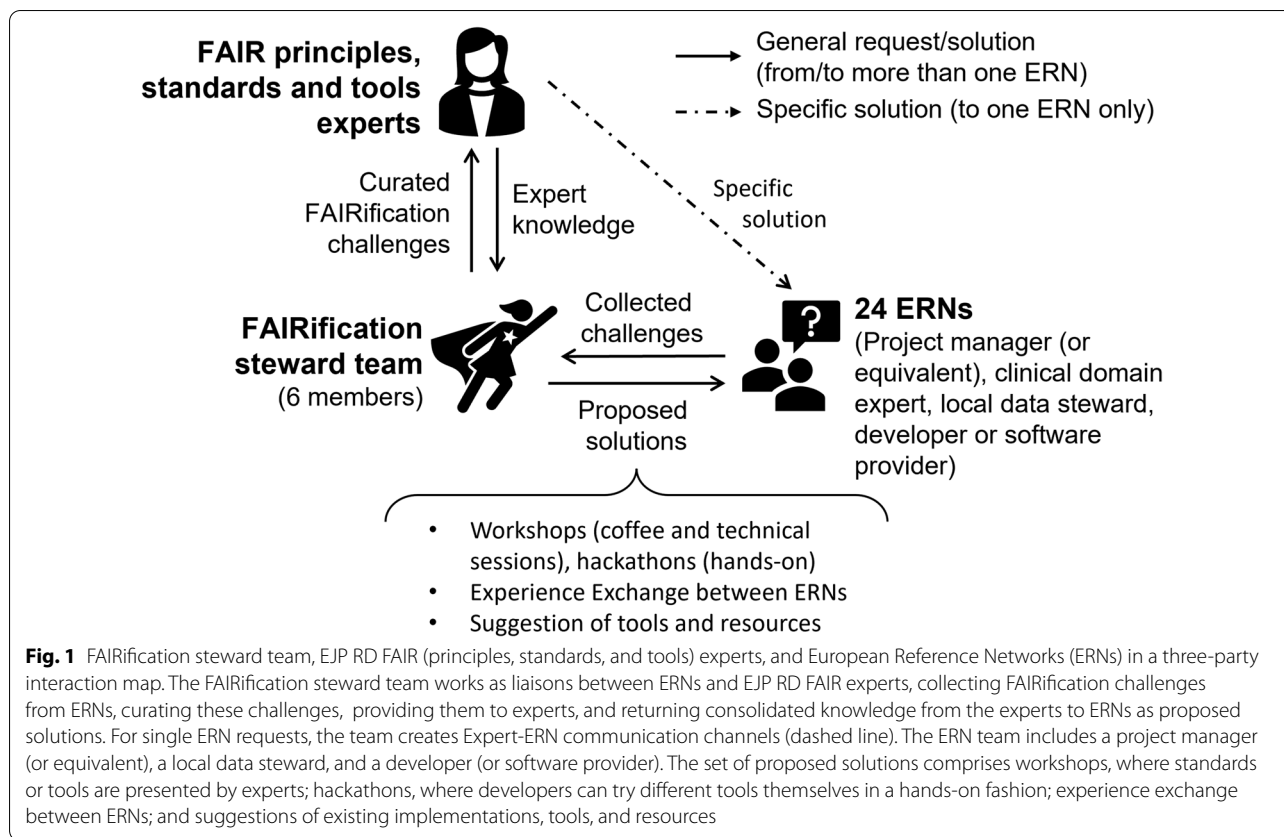 FAIR principles,
standards and tools
experts
General request/solution
(from/to more than one ERN)
Specific solution (to one ERN only)
Curated
FAIRification
challenges
Expert
knowledge
Specific
solution
FAIRification
steward team
(6 members)
Collected
challenges
Proposed
solutions
?
24 ERNs
(Project manager (or
equivalent), clinical domain
expert, local data steward,
developer or software
provider)
• Workshops (coffee and technical
sessions), hackathons (hands-on)
• Experience Exchange between ERNs
• Suggestion of tools and resources
Fig. 1 FAIRification steward team, EJP RD FAIR (principles, standards, and tools) experts, and European Reference Networks (ERNs) in a three-party
interaction map. The FAIRification steward team works as liaisons between ERNs and EJP RD FAIR experts, collecting FAIRification challenges
from ERNs, curating these challenges, providing them to experts, and returning consolidated knowledge from the experts to ERNs as proposed
solutions. For single ERN requests, the team creates Expert-ERN communication channels (dashed line). The ERN team includes a project manager
(or equivalent), a local data steward, and a developer (or software provider). The set of proposed solutions comprises workshops, where standards
or tools are presented by experts; hackathons, where developers can try different tools themselves in a hands-on fashion; experience exchange
between ERNs; and suggestions of existing implementations, tools, and resources